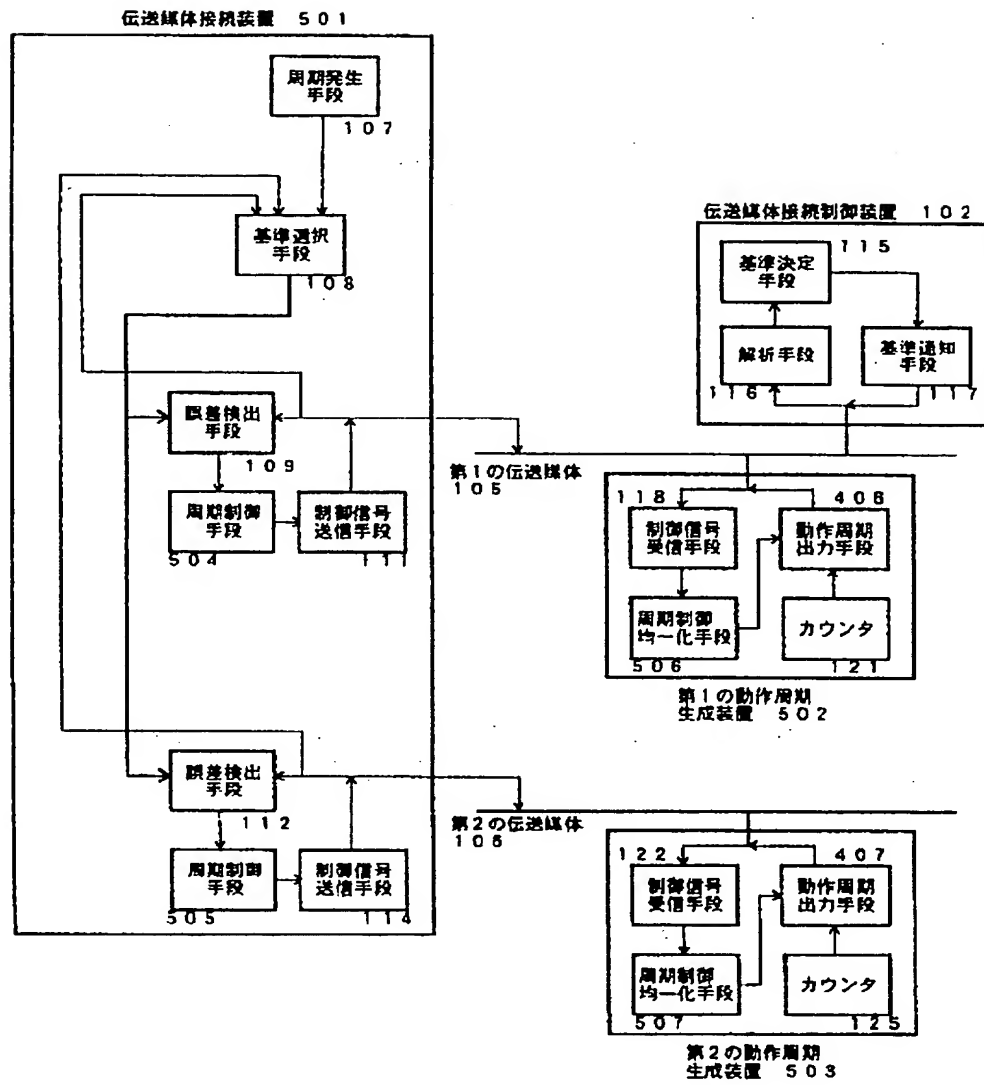 伝送媒体接続装置 501
周期発生
手段
107
基準選択
手段
108
誤差検出
手段
109
周期制御
手段
504
制御信号
送信手段
111
誤差検出
手段
112
周期制御
手段
505
制御信号
送信手段
114
伝送媒体接続制御装置 102
115
基準決定
手段
解析手段
116
基準通知
手段
117
第1の伝送媒体
105
118
制御信号
受信手段
406
動作周期
出力手段
周期制御
均一化手段
506
カウンタ
121
第1の動作周期
生成装置 502
第2の伝送媒体
106
122
制御信号
受信手段
407
動作周期
出力手段
周期制御
均一化手段
507
カウンタ
125
第2の動作周期
生成装置 503